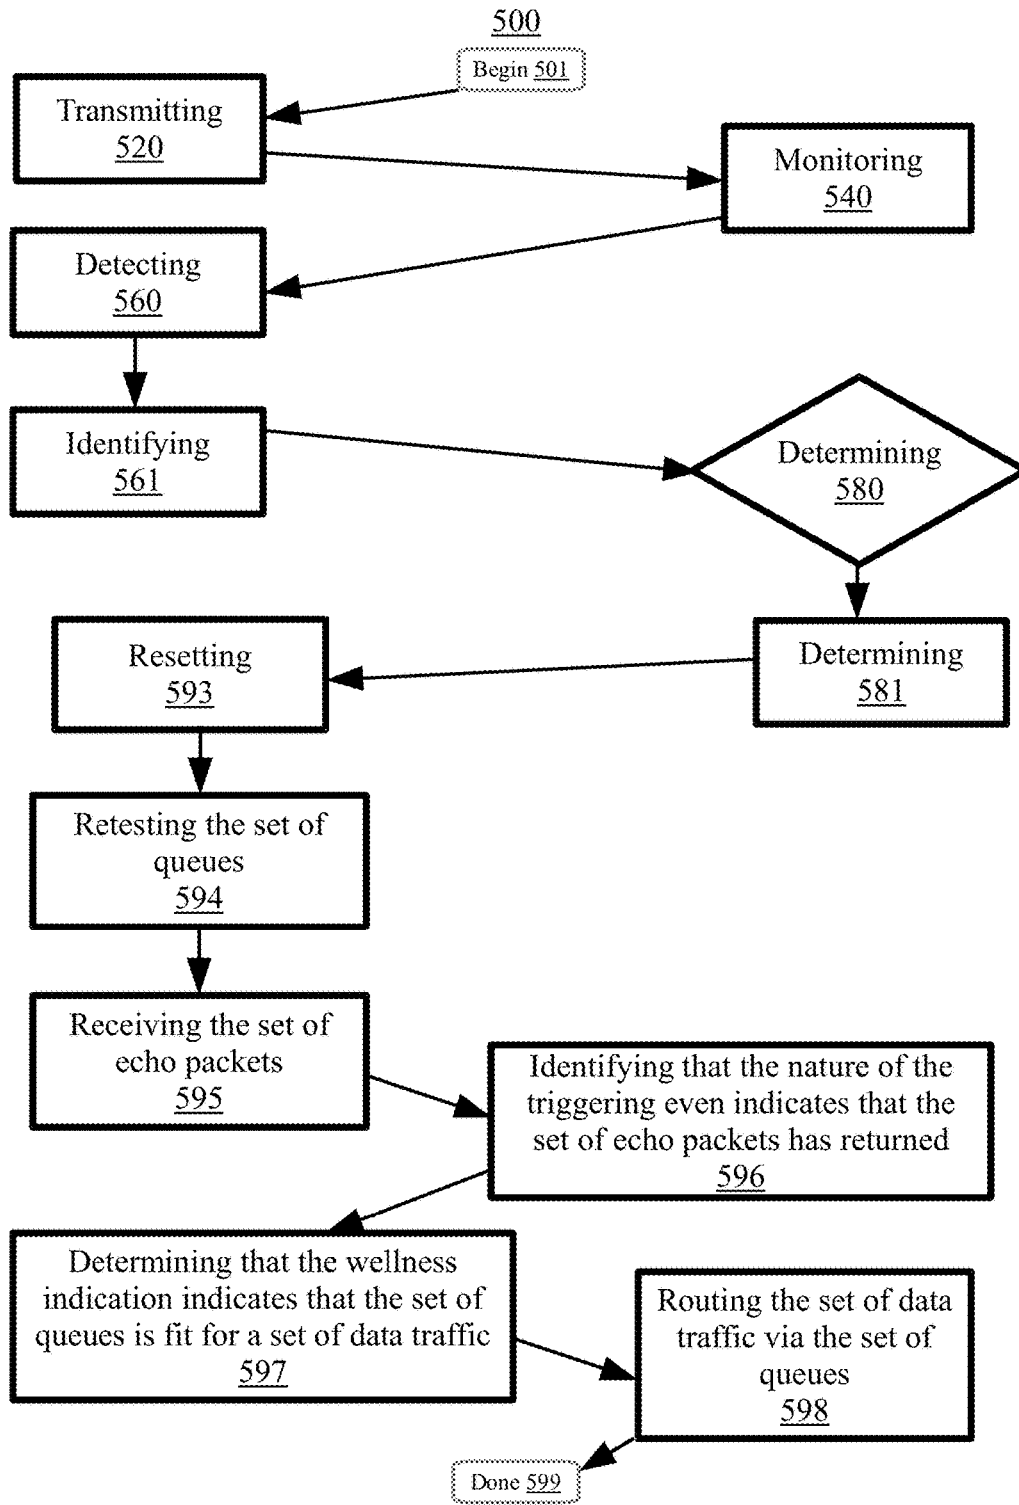 500
Begin 501
Transmitting
520
Monitoring
540
Detecting
560
Identifying
561
Determining
580
Determining
581
Resetting
593
Retesting the set of
queues
594
Receiving the set of
echo packets
595
Identifying that the nature of the
triggering even indicates that the
set of echo packets has returned
596
Determining that the wellness
indication indicates that the set of
queues is fit for a set of data traffic
597
Routing the set of data
traffic via the set of
queues
598
Done 599